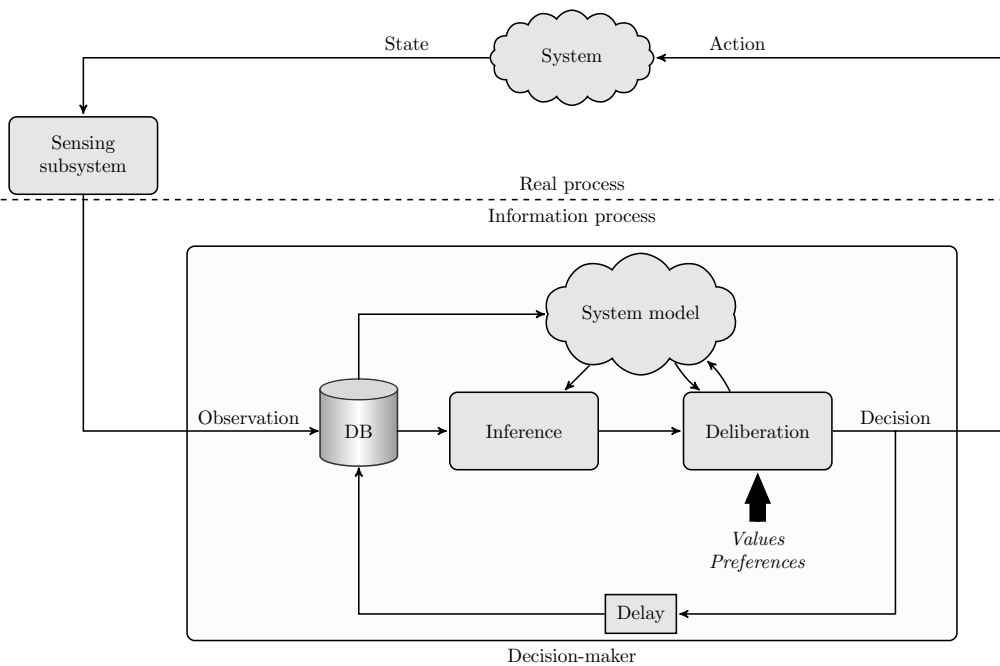 State
System
Action
Sensing
subsystem
Real process
Information process
System model
Observation
DB
Inference
Deliberation
Decision
Values
Preferences
Delay
Decision-maker